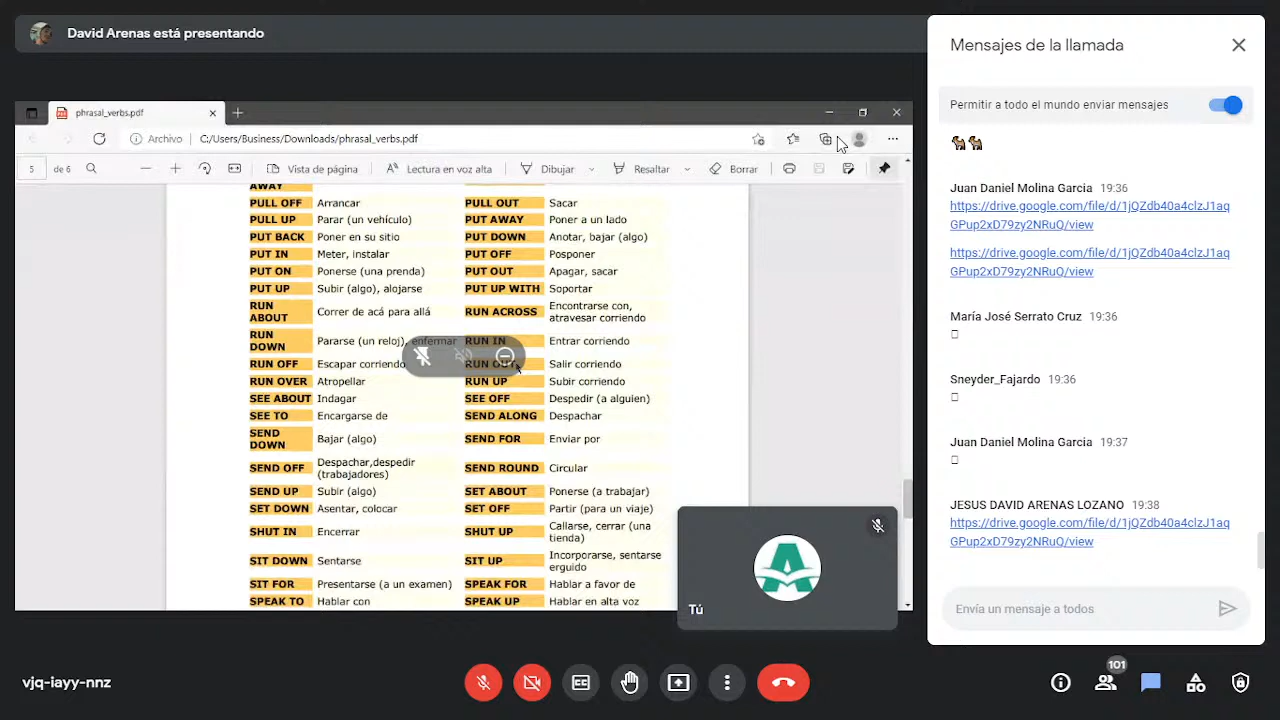 David Arenas está presentando
phrasal_verbs.pdf
Archivo C:/Users/Business/Downloads/phrasal_verbs.pdf
5 de 6 Vista de página Lectura en voz alta Dibujar Resaltar Borrar
AWAY
PULL OFF Arrancar PULL OUT Sacar
PULL UP Parar (un vehículo) PUT AWAY Poner a un lado
PUT BACK Poner en su sitio PUT DOWN Anotar, bajar (algo)
PUT IN Meter, instalar PUT OFF Posponer
PUT ON Ponerse (una prenda) PUT OUT Apagar, sacar
PUT UP Subir (algo), alojarse PUT UP WITH Soportar
RUN ABOUT Correr de acá para allá RUN ACROSS Encontrarse con, atravesar corriendo
RUN DOWN Pararse (un reloj), enfermar RUN IN Entrar corriendo
RUN OFF Escapar corriendo RUN OUT Salir corriendo
RUN OVER Atropellar RUN UP Subir corriendo
SEE ABOUT Indagar SEE OFF Despedir (a alguien)
SEE TO Encargarse de SEND ALONG Despachar
SEND DOWN Bajar (algo) SEND FOR Enviar por
SEND OFF Despachar,despedir (trabajadores) SEND ROUND Circular
SEND UP Subir (algo) SET ABOUT Ponerse (a trabajar)
SET DOWN Asentar, colocar SET OFF Partir (para un viaje)
SHUT IN Encerrar SHUT UP Callarse, cerrar (una tienda)
SIT DOWN Sentarse SIT UP Incorporarse, sentarse erguido
SIT FOR Presentarse (a un examen) SPEAK FOR Hablar a favor de
SPEAK TO Hablar con SPEAK UP Hablar en alta voz
Tú
Mensajes de la llamada
Permitir a todo el mundo enviar mensajes
Juan Daniel Molina Garcia 19:36
https://drive.google.com/file/d/1jQZdb40a4clzJ1aq
GPup2xD79zy2NRuQ/view
https://drive.google.com/file/d/1jQZdb40a4clzJ1aq
GPup2xD79zy2NRuQ/view
María José Serrato Cruz 19:36
Sneyder_Fajardo 19:36
Juan Daniel Molina Garcia 19:37
JESUS DAVID ARENAS LOZANO 19:38
https://drive.google.com/file/d/1jQZdb40a4clzJ1aq
GPup2xD79zy2NRuQ/view
Envía un mensaje a todos
vjq-iayy-nnz
101